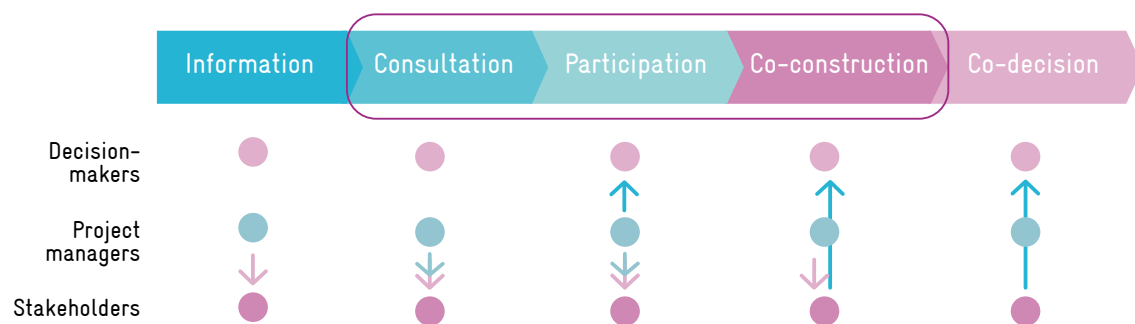 Information Consultation Participation Co-construction Co-decision
Decision-
makers
Project
managers
Stakeholders